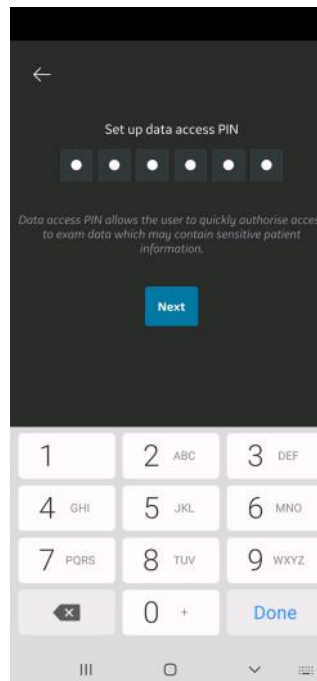 Set up data access PIN
Data access PIN allows the user to quickly authorise
to exam data which may contain sensitive patient
information.
Next
1
2 ABC
3 DEF
4 GHI
5 JKL
6 MNO
7 PQRS
8 TUV
9 WXYZ
0 +
Done